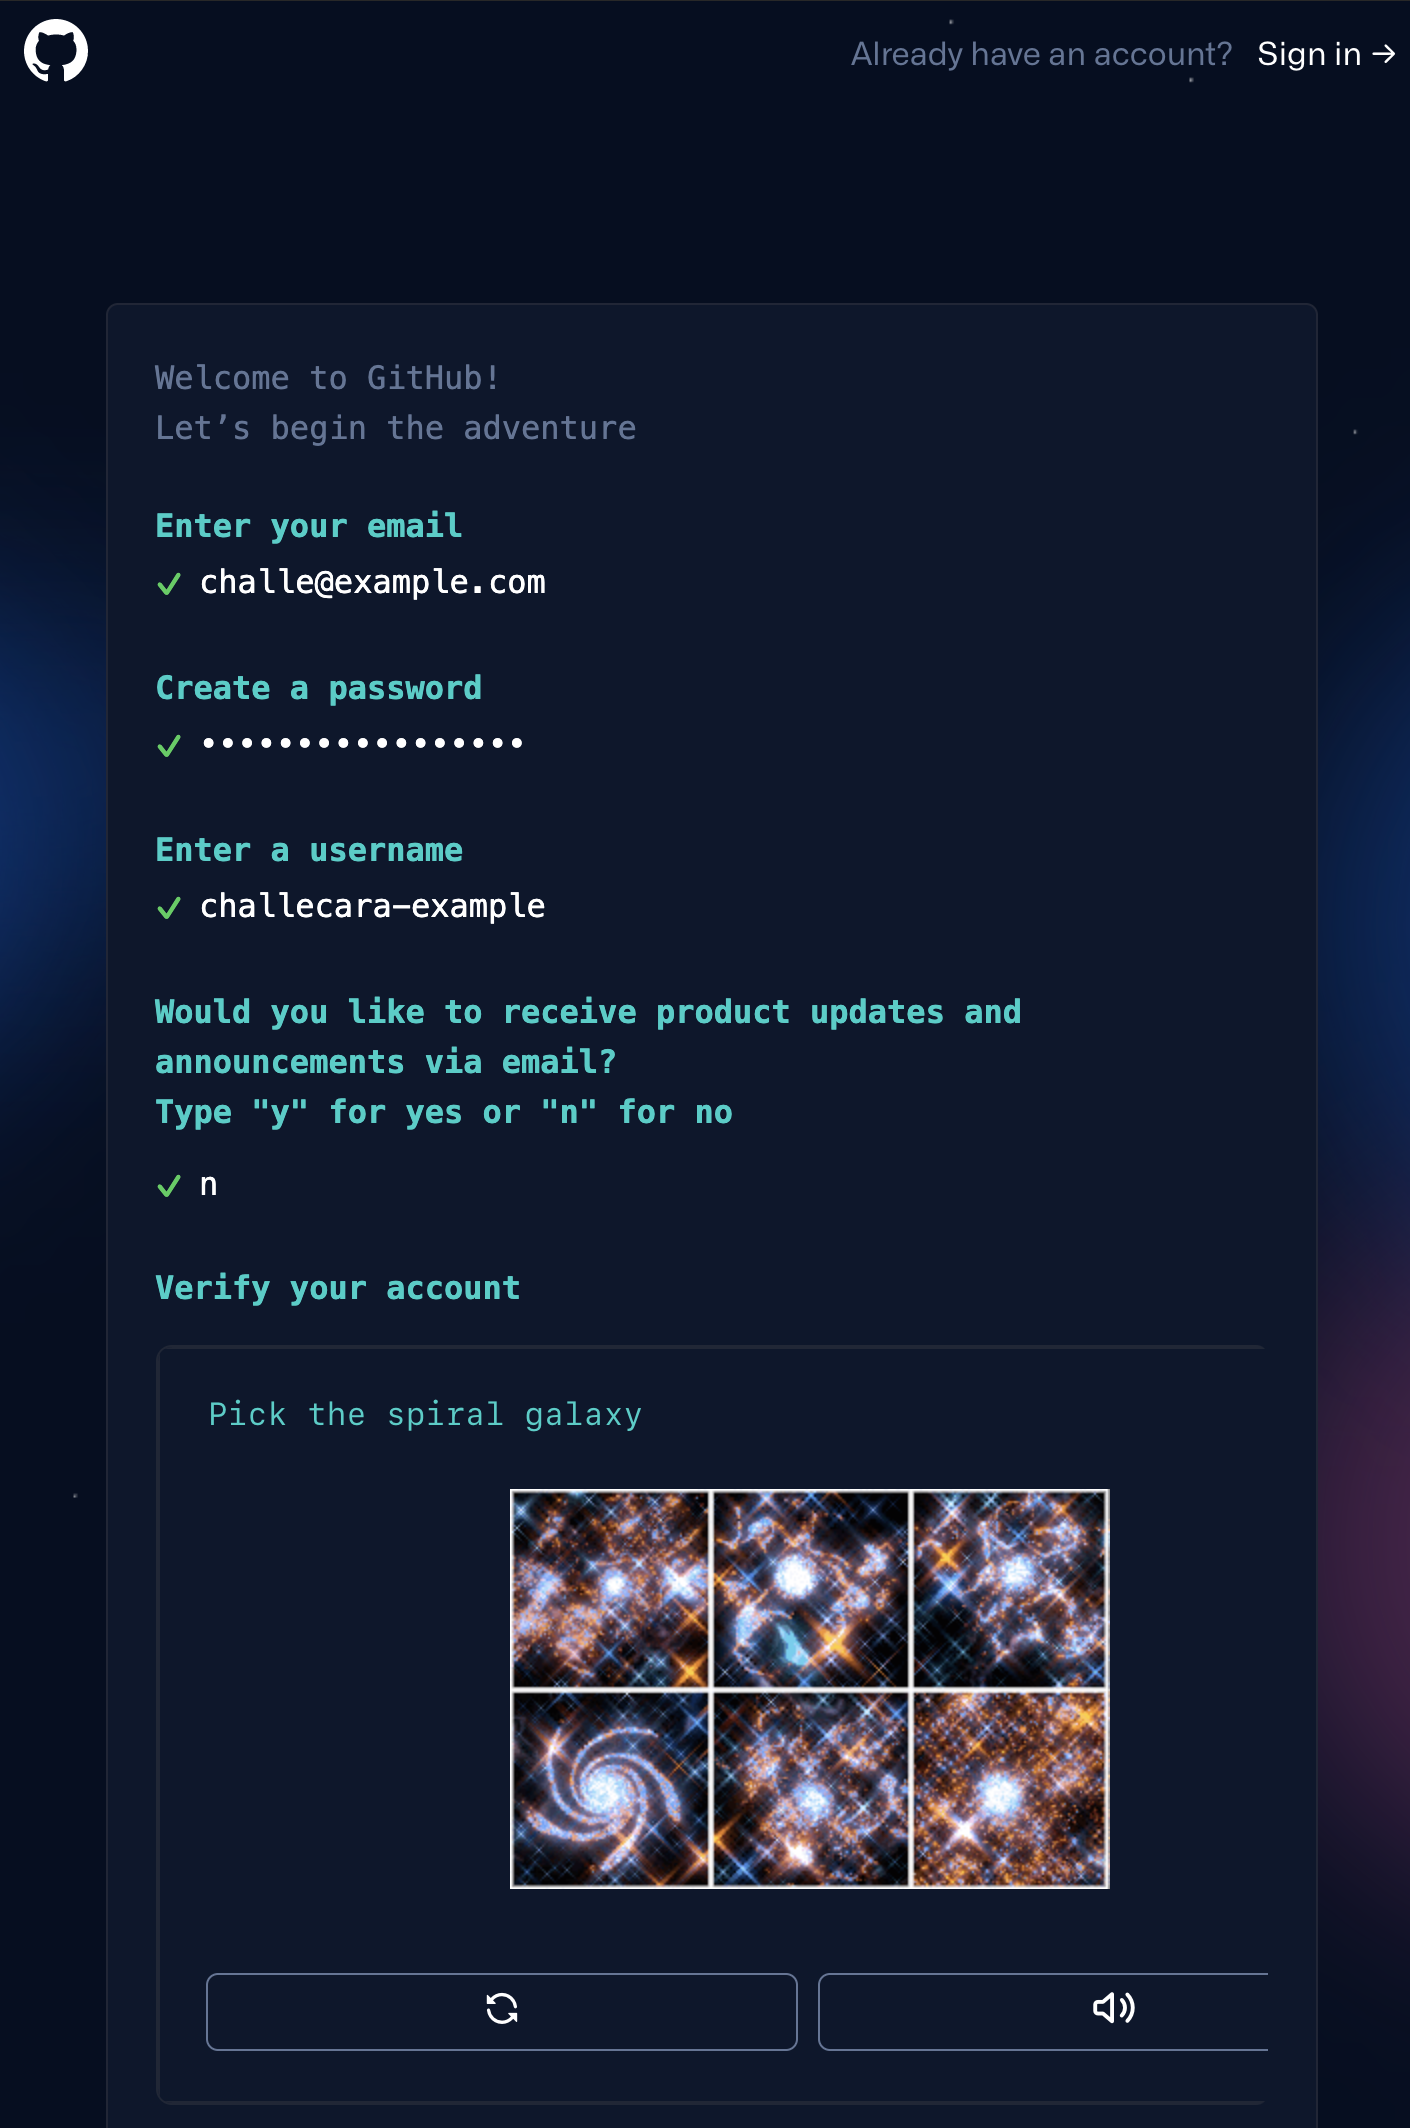 Already have an account? Sign in →
Welcome to GitHub!
Let’s begin the adventure
Enter your email
✓ challe@example.com
Create a password
✓ •••••••••••••••••
Enter a username
✓ challecara-example
Would you like to receive product updates and
announcements via email?
Type "y" for yes or "n" for no
✓ n
Verify your account
Pick the spiral galaxy